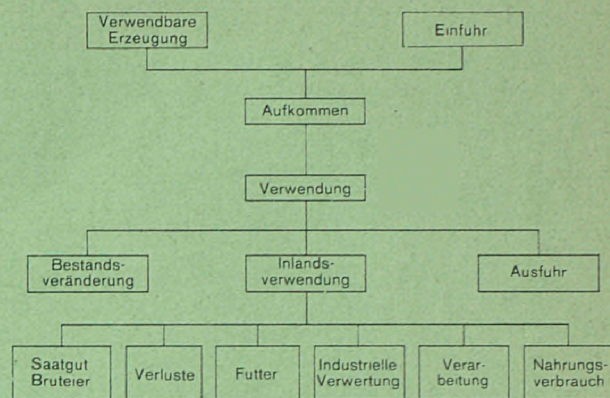 Verwendbare
Erzeugung
Einfuhr
Aufkommen
Verwendung
Bestands-
veränderung
Inlands-
verwendung
Ausfuhr
Saatgut
Bruteier
Verluste
Futter
Industrielle
Verwertung
Verar-
beitung
Nahrungs-
verbrauch